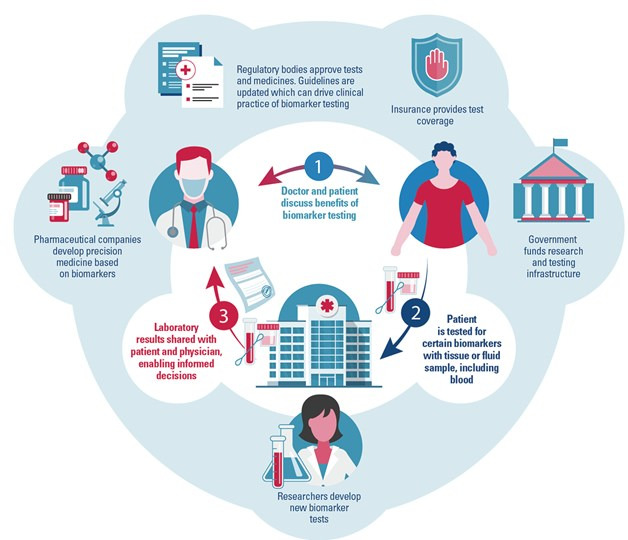 Regulatory bodies approve tests
and medicines. Guidelines are
updated which can drive clinical
practice of biomarker testing
Insurance provides test
coverage
1
Doctor and patient
discuss benefits of
biomarker testing
Pharmaceutical companies
develop precision
medicine based
on biomarkers
Government
funds research
and testing
infrastructure
3
Laboratory
results shared with
patient and physician,
enabling informed
decisions
2
Patient
is tested for
certain biomarkers
with tissue or fluid
sample, including
blood
Researchers develop
new biomarker
tests